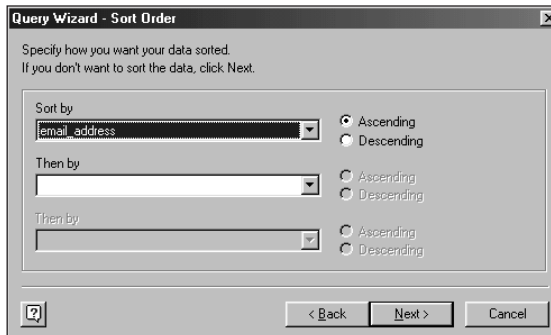 Query Wizard - Sort Order
Specify how you want your data sorted.
If you don't want to sort the data, click Next.
Sort by
email_address
Ascending
Descending
Then by
Ascending
Descending
Then by
Ascending
Descending
< Back
Next >
Cancel